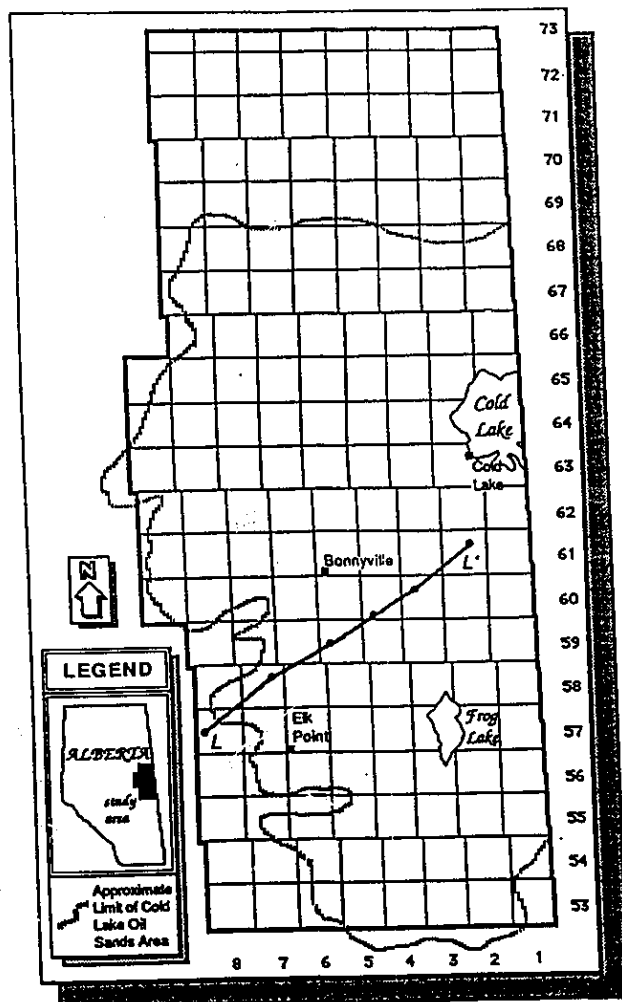 73
72
71
70
69
68
67
66
65
Cold
Lake
64
63
Cold
Lake
62
61
Bonnyville
L'
60
59
58
57
Elk
Point
Frog
Lake
L
56
55
54
53
8 7 6 5 4 3 2 1
N
LEGEND
ALBERTA
study
area
Approximate
Limit of Cold
Lake Oil
Sands Area